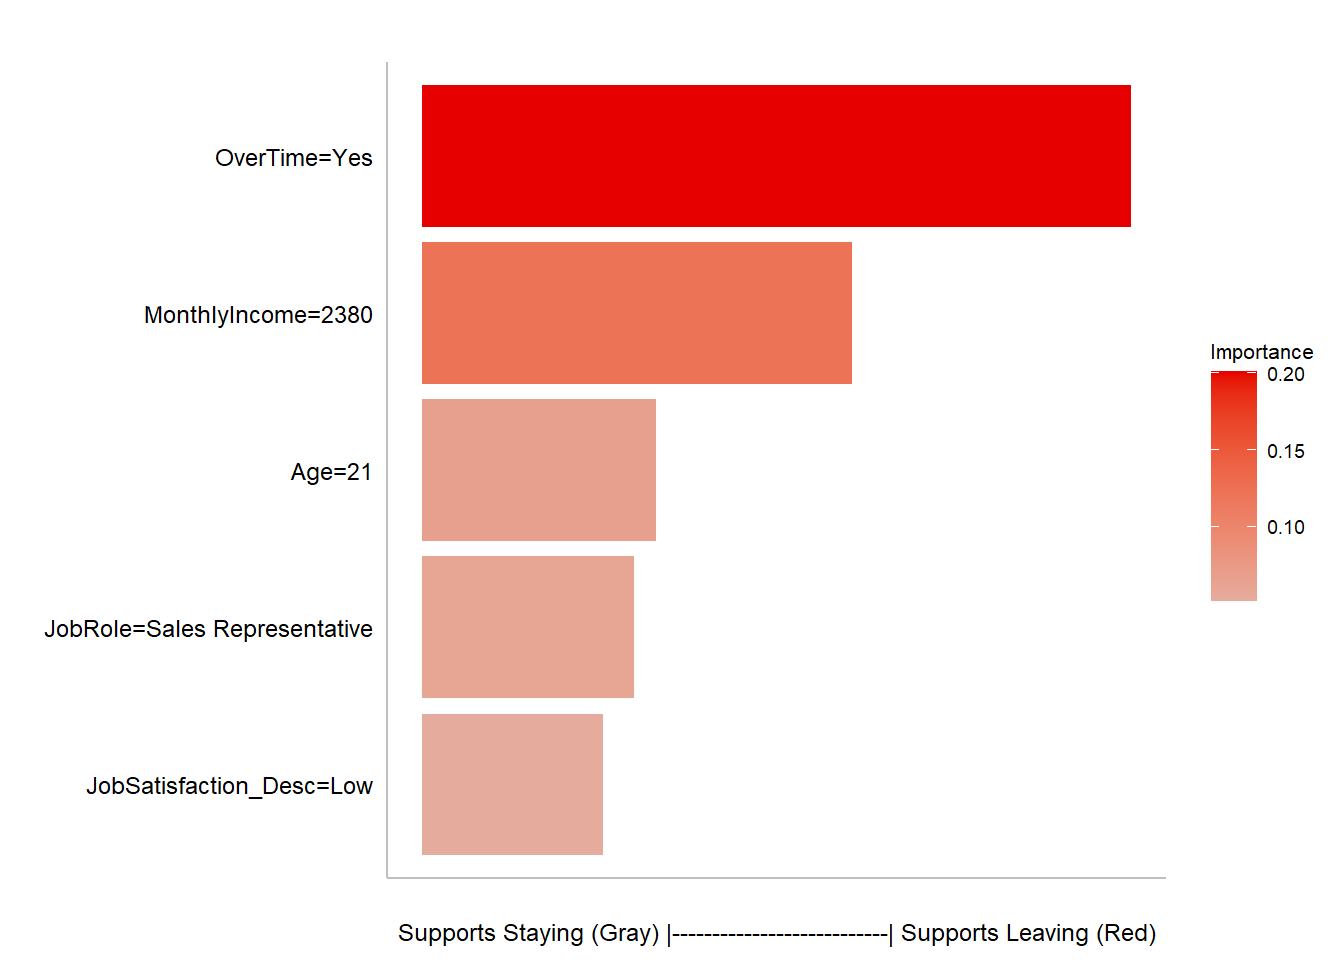 OverTime=Yes
MonthlyIncome=2380
Age=21
JobRole=Sales Representative
JobSatisfaction_Desc=Low
Importance
0.20
0.15
0.10
Supports Staying (Gray) |---------------------------| Supports Leaving (Red)